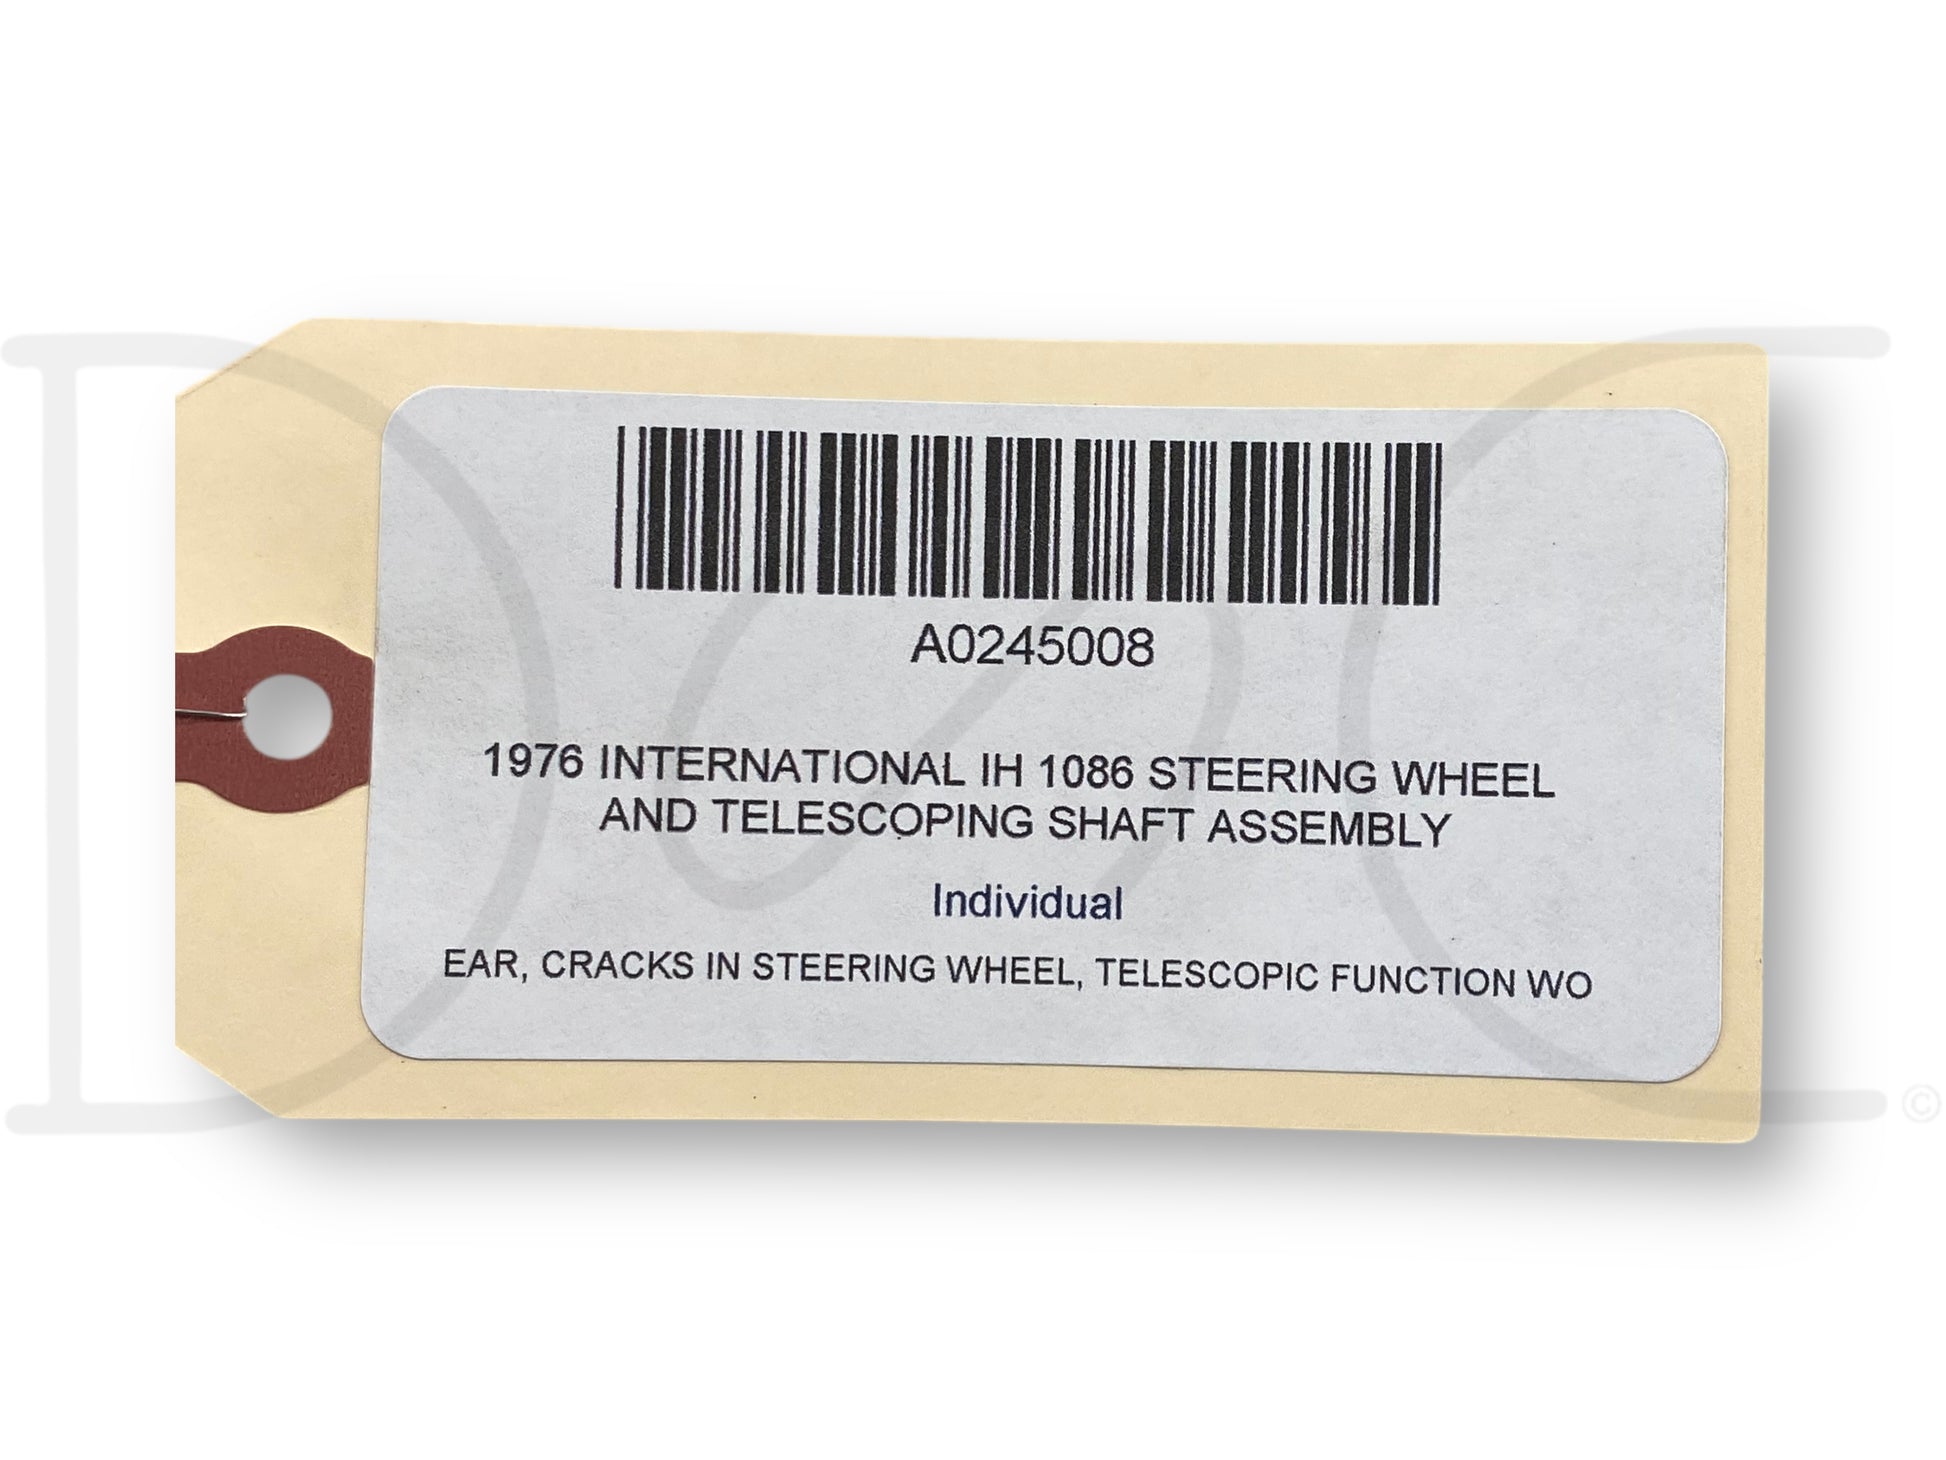 A0245008
1976 INTERNATIONAL IH 1086 STEERING WHEEL
AND TELESCOPING SHAFT ASSEMBLY
Individual
EAR, CRACKS IN STEERING WHEEL, TELESCOPIC FUNCTION WO
©